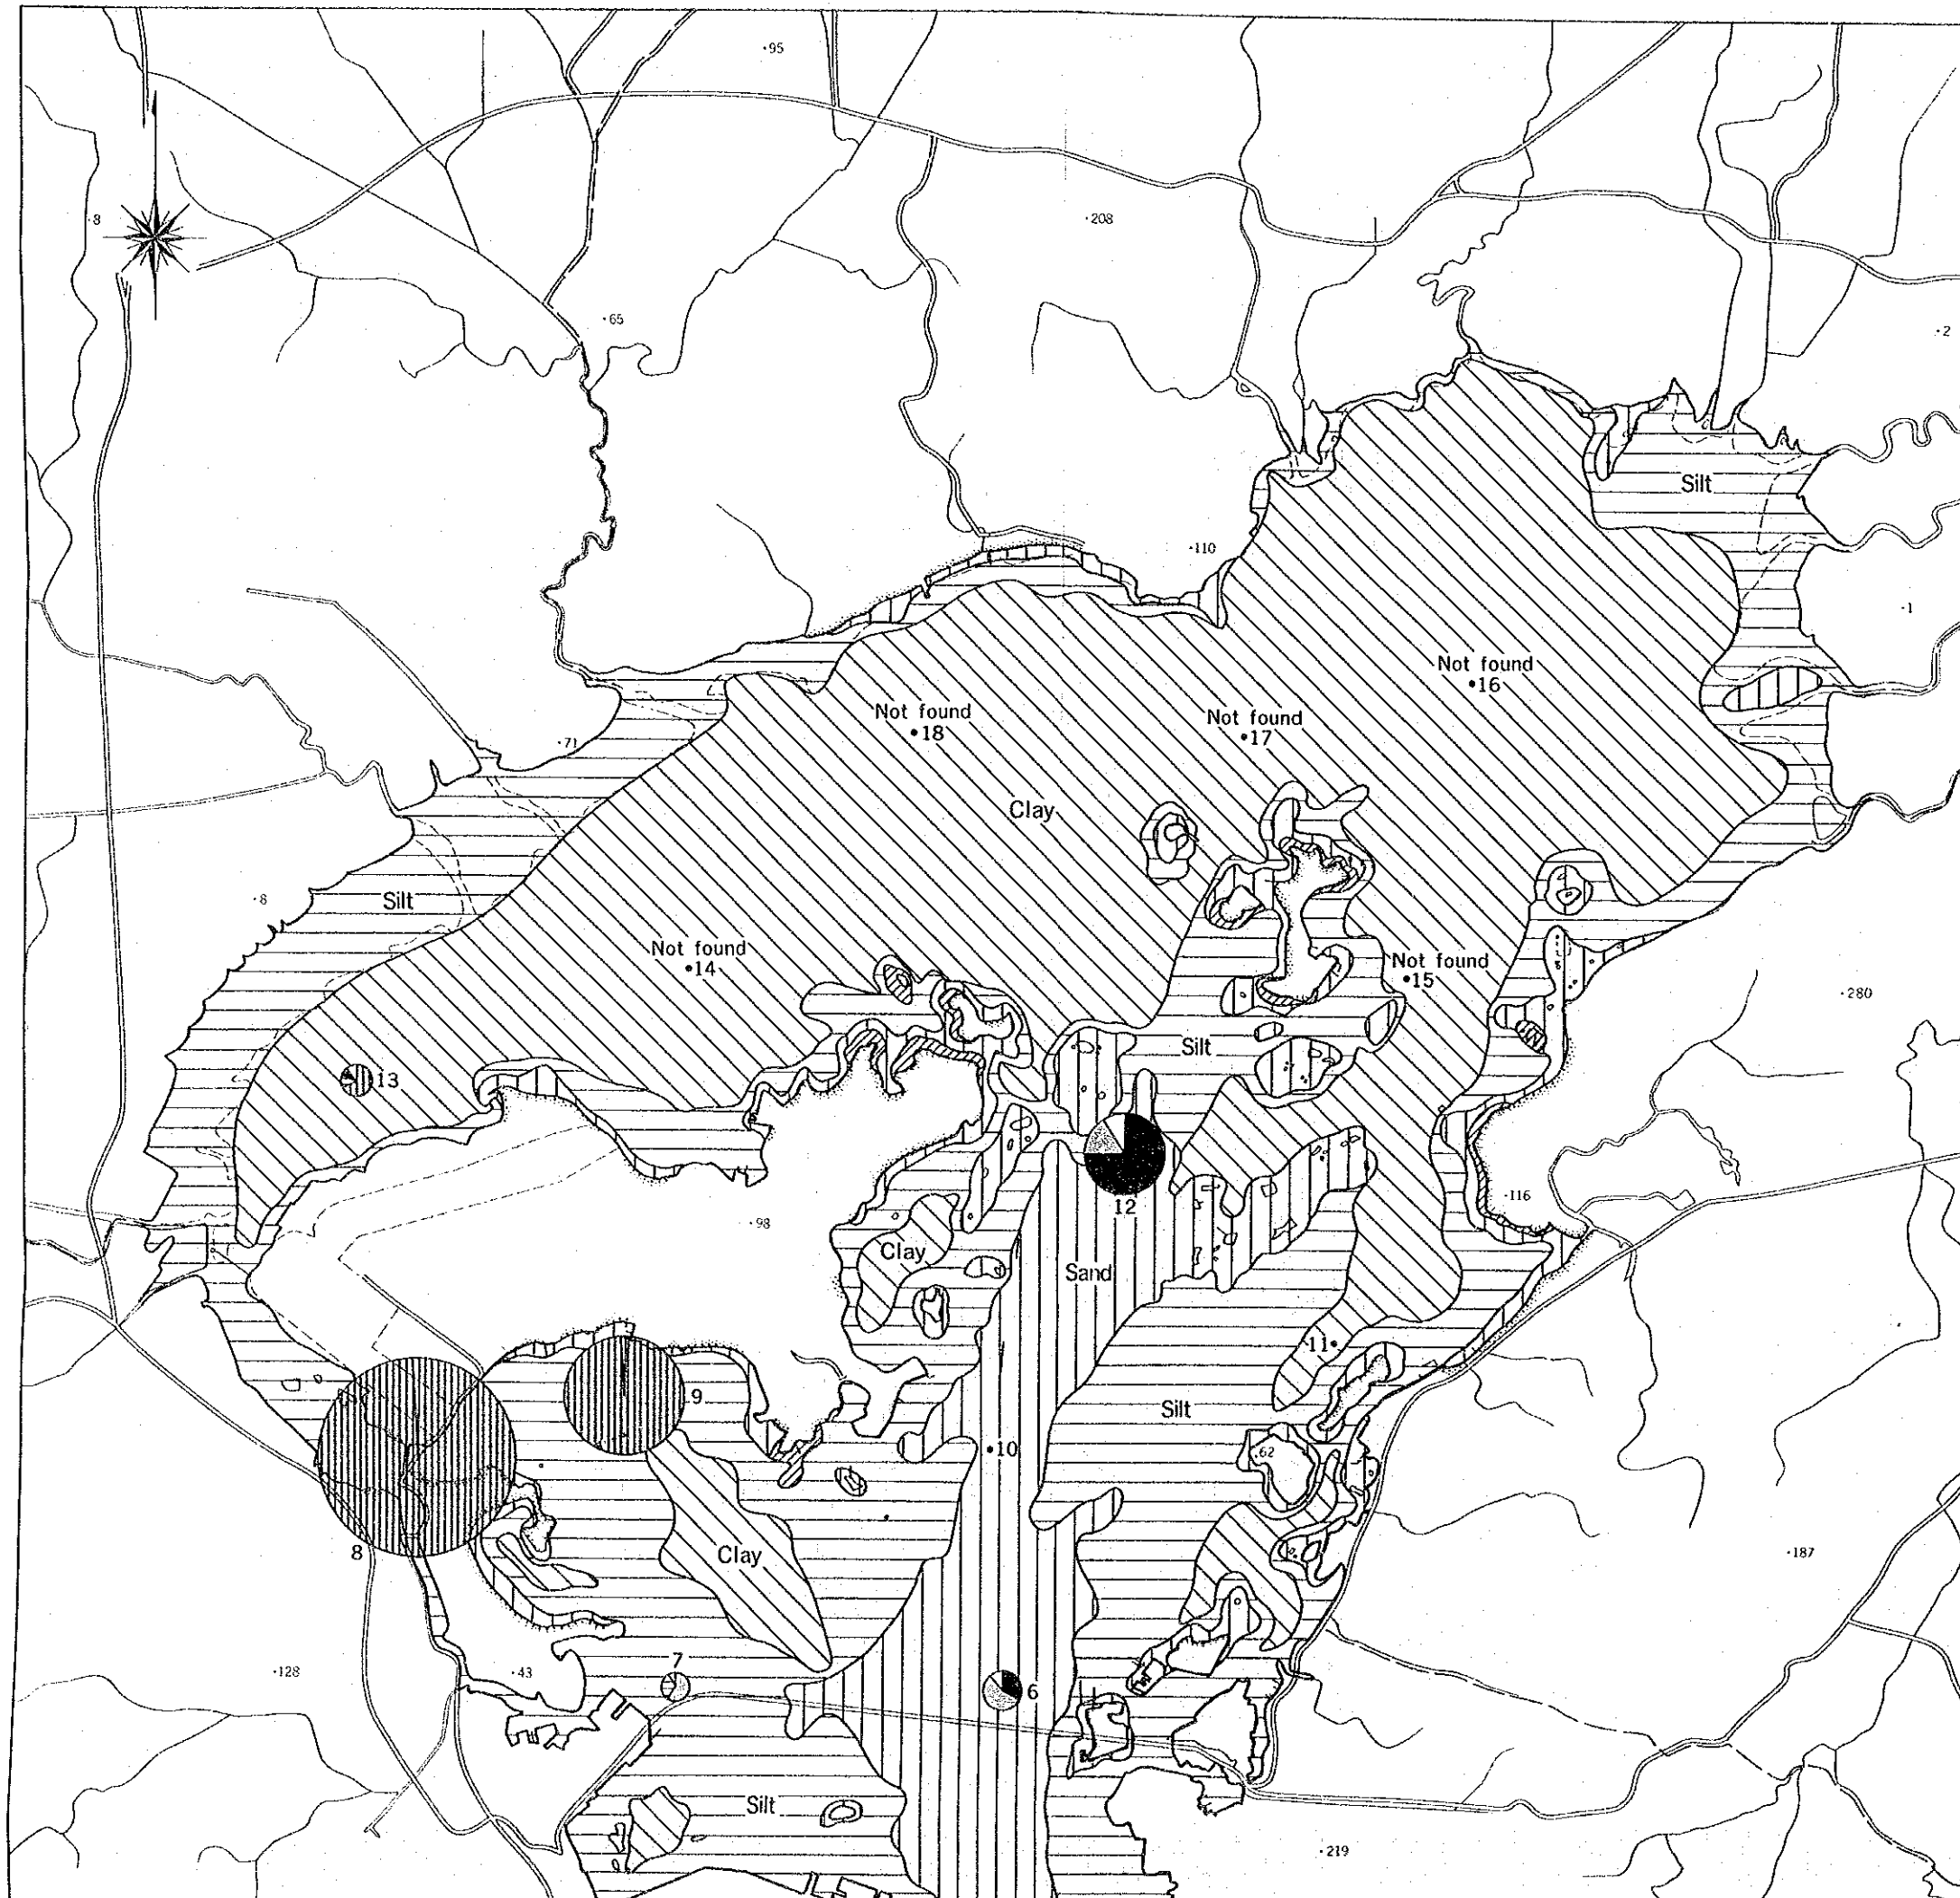 ·95
·8
·208
·65
·2
Silt
·110
·1
Not found
•16
Not found
•18
Not found
•17
·71
Clay
·8
Silt
Not found
•14
Not found
•15
·280
Silt
13
12
·116
·98
Clay
Sand
11•
9
Silt
•10
·62
8
Clay
·187
7
·128
·43
6
Silt
·219